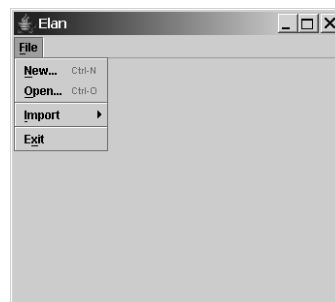 Elan
File
New... Ctrl-N
Open... Ctrl-O
Import
Exit